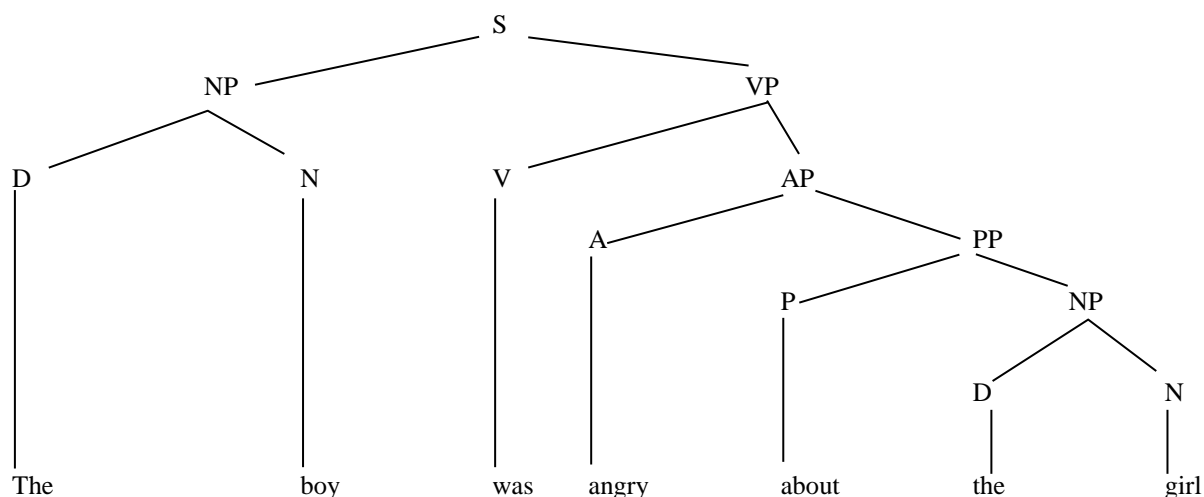 S
NP VP
D N V AP
A PP
P NP
D N
The boy was angry about the girl